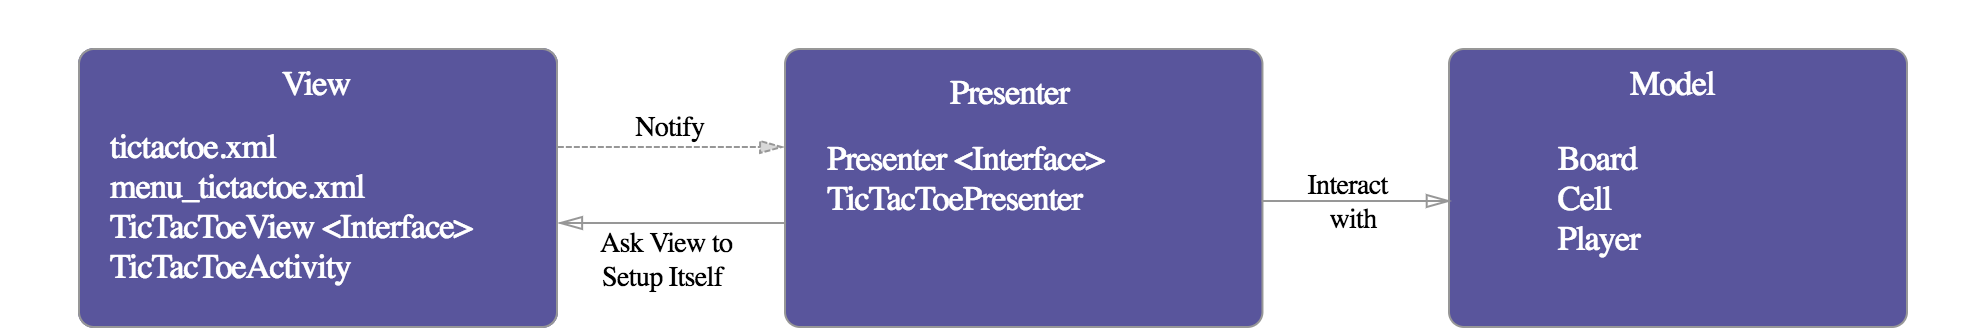 View
tictactoe.xml
menu_tictactoe.xml
TicTacToeView <Interface>
TicTacToeActivity
Notify
Ask View to
Setup Itself
Presenter
Presenter <Interface>
TicTacToePresenter
Interact
with
Model
Board
Cell
Player